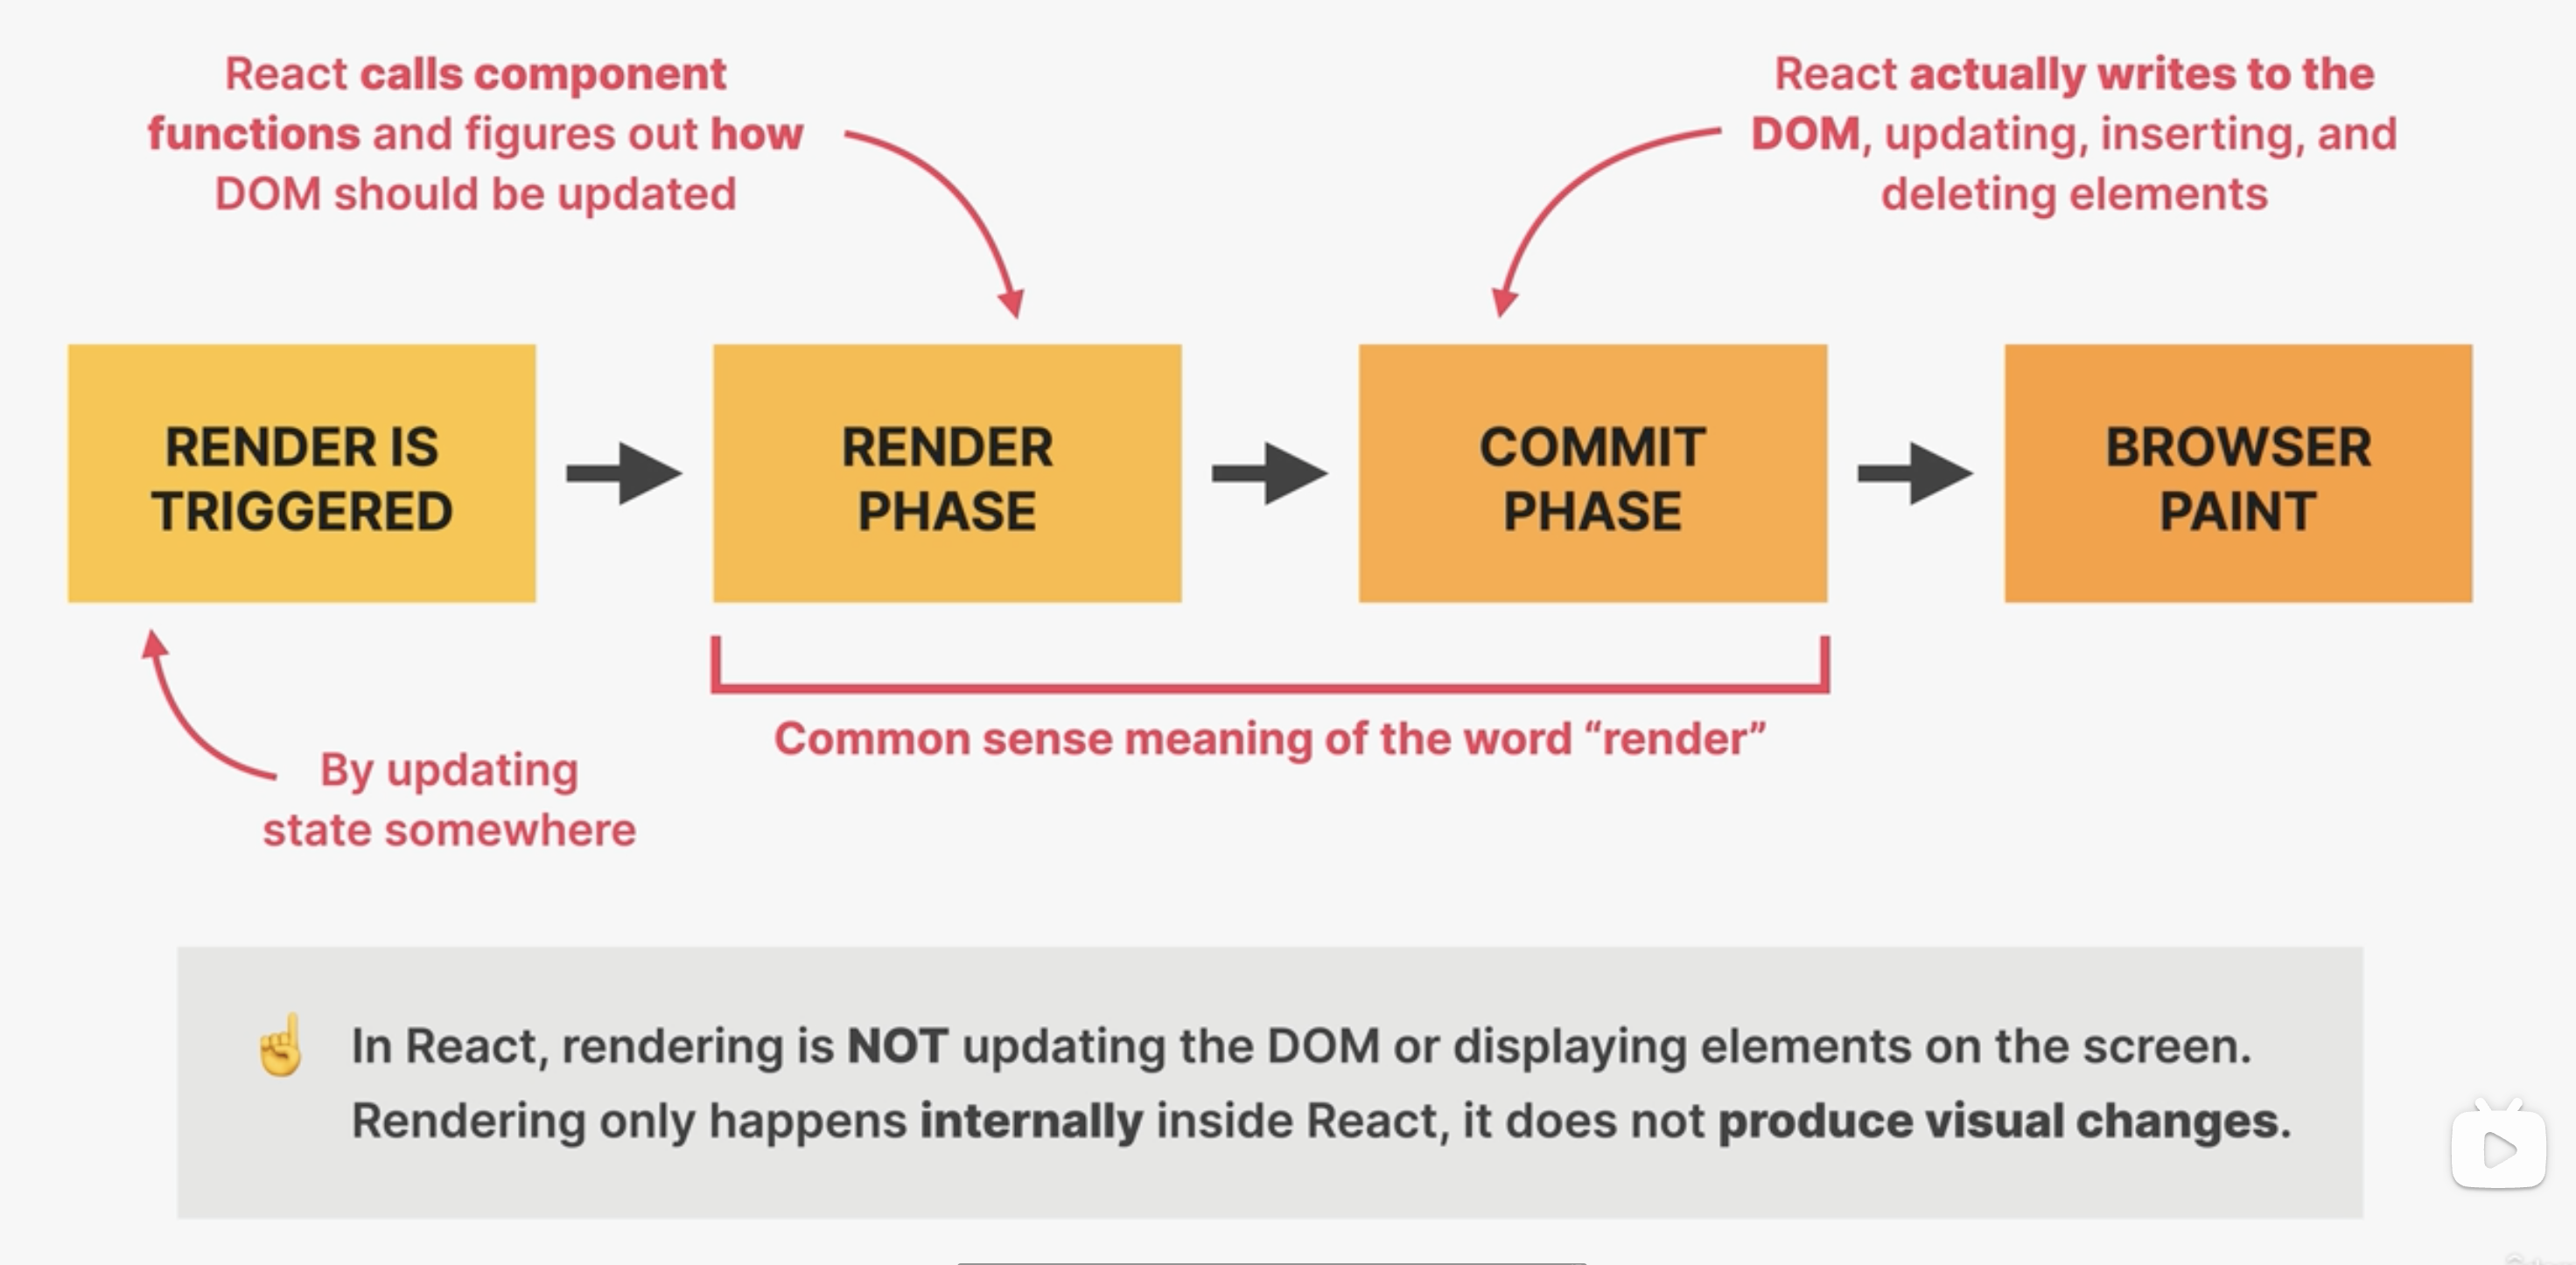 React calls component
functions and figures out how
DOM should be updated
React actually writes to the
DOM, updating, inserting, and
deleting elements
RENDER IS
TRIGGERED
RENDER
PHASE
COMMIT
PHASE
BROWSER
PAINT
By updating
state somewhere
Common sense meaning of the word “render”
☝️ In React, rendering is NOT updating the DOM or displaying elements on the screen.
Rendering only happens internally inside React, it does not produce visual changes.